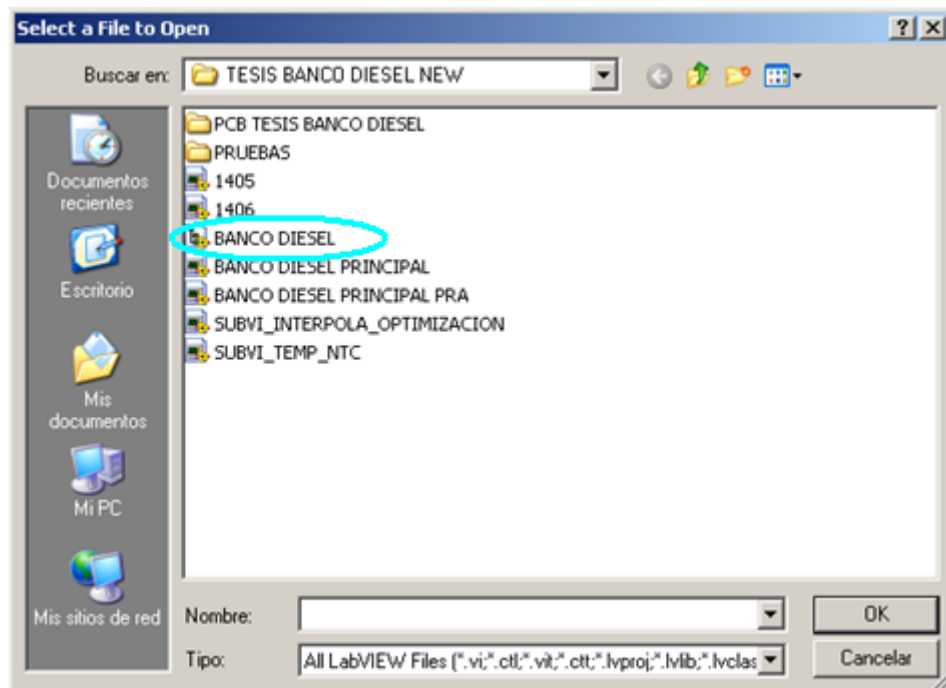 Select a File to Open
Buscar en: TESIS BANCO DIESEL NEW
PCB TESIS BANCO DIESEL
PRUEBAS
1405
1406
BANCO DIESEL
BANCO DIESEL PRINCIPAL
BANCO DIESEL PRINCIPAL PRA
SUBVI_INTERPOLA_OPTIMIZACION
SUBVI_TEMP_NTC
Documentos
recientes
Escritorio
Mis
documentos
Mi PC
Mis sitios de red
Nombre:
OK
Tipo: All LabVIEW Files (*.vi;*.ctl;*.vit;*.ctt;*.lvproj;*.lvlib;*.lvclas
Cancelar